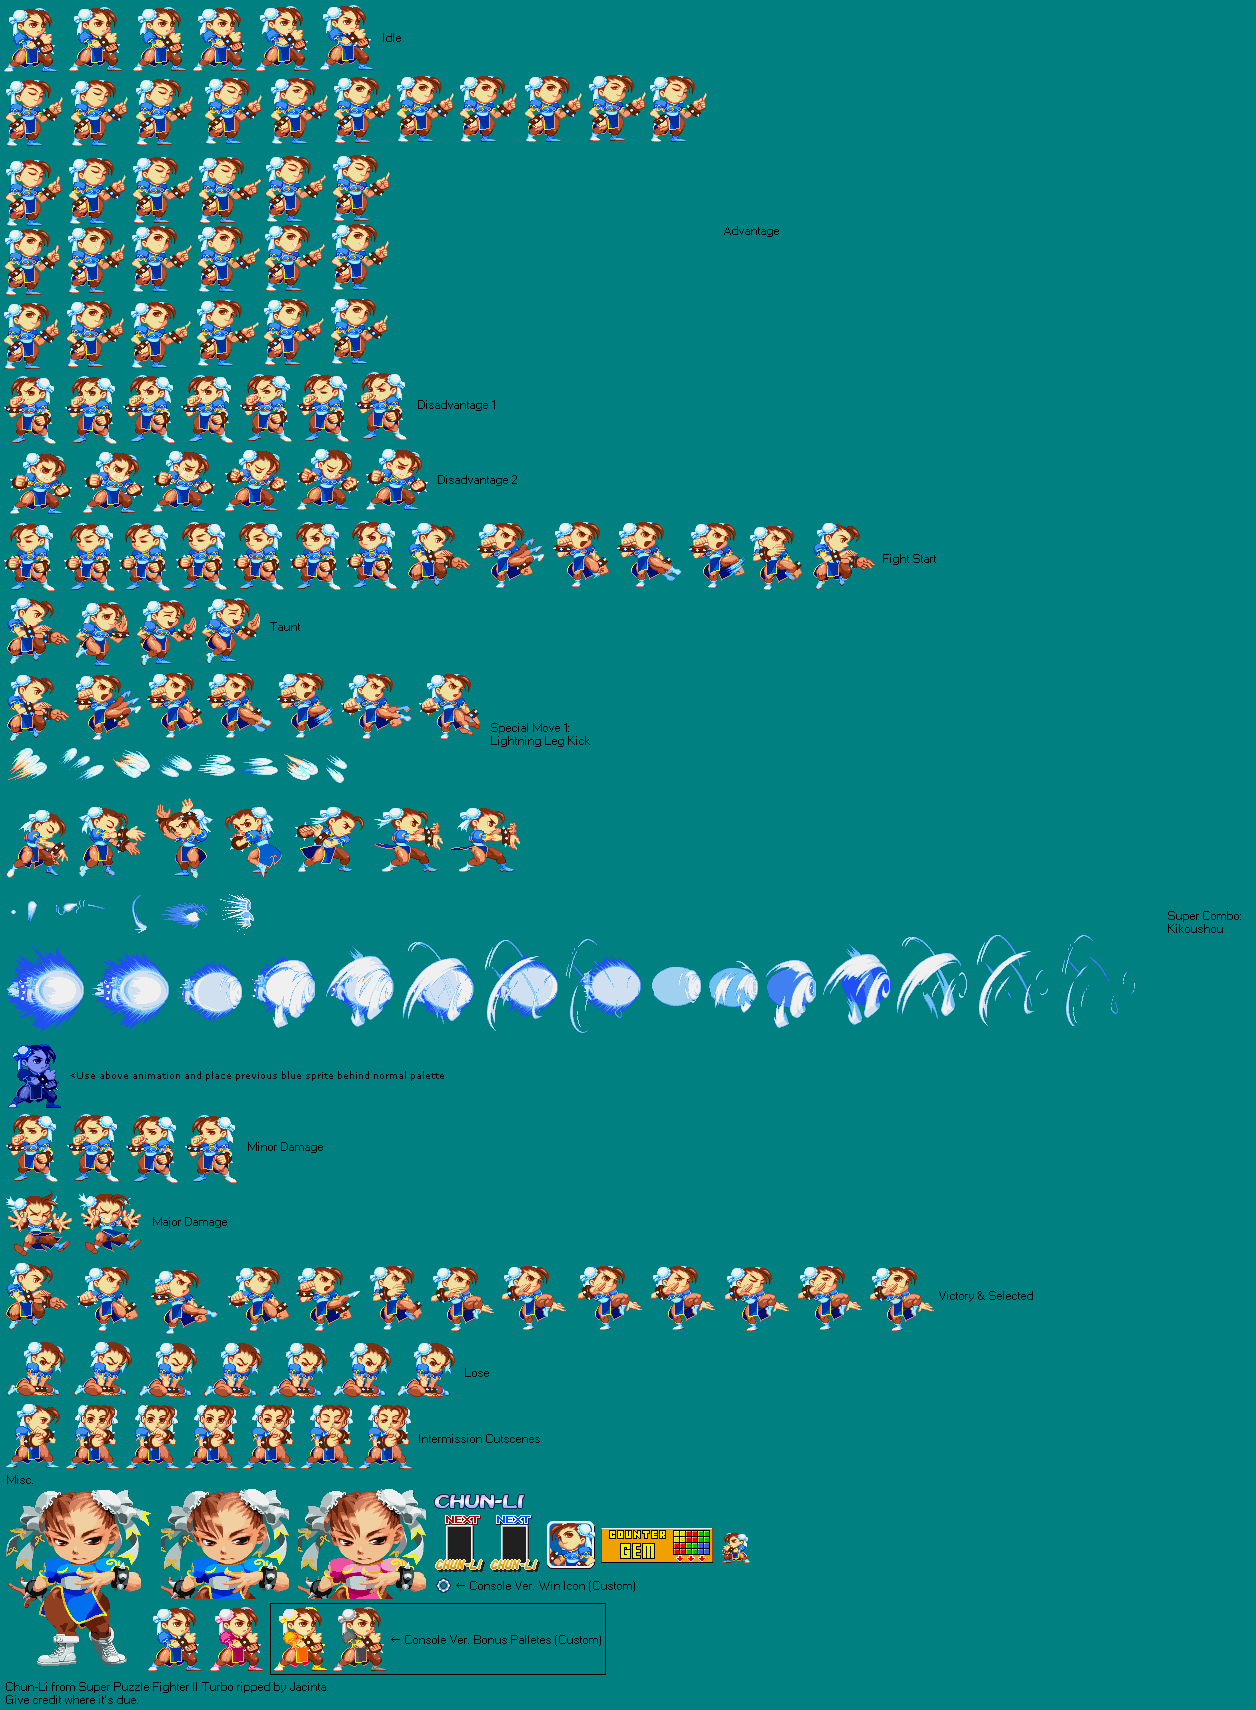 Idle
Advantage
Disadvantage 1
Disadvantage 2
Fight Start
Taunt
Special Move 1:
Lightning Leg Kick
Super Combo:
Kikoushou
<Use above animation and place previous blue sprite behind normal palette
Minor Damage
Major Damage
Victory & Selected
Lose
Intermission Cutscenes
Misc.
CHUN-LI
NEXT
NEXT
CHUN-LI
CHUN-LI
COUNTER
GEM
← Console Ver. Win Icon (Custom)
← Console Ver. Bonus Palletes (Custom)
Chun-Li from Super Puzzle Fighter II Turbo ripped by Jacinta.
Give credit where it's due.